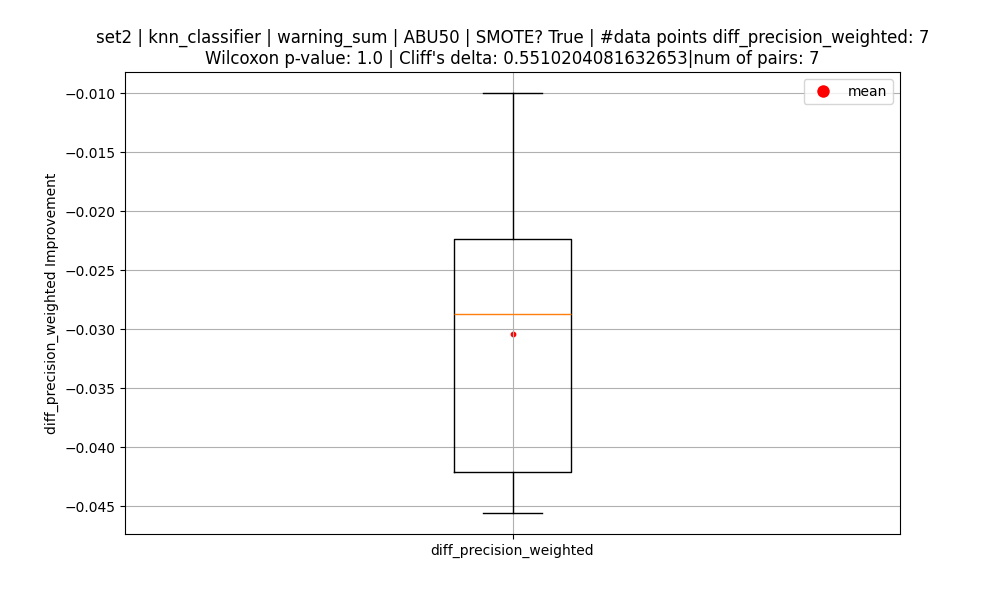 set2 | knn_classifier | warning_sum | ABU50 | SMOTE? True | #data points diff_precision_weighted: 7
Wilcoxon p-value: 1.0 | Cliff's delta: 0.5510204081632653|num of pairs: 7
mean
−0.010
−0.015
−0.020
−0.025
−0.030
−0.035
−0.040
−0.045
diff_precision_weighted Improvement
diff_precision_weighted